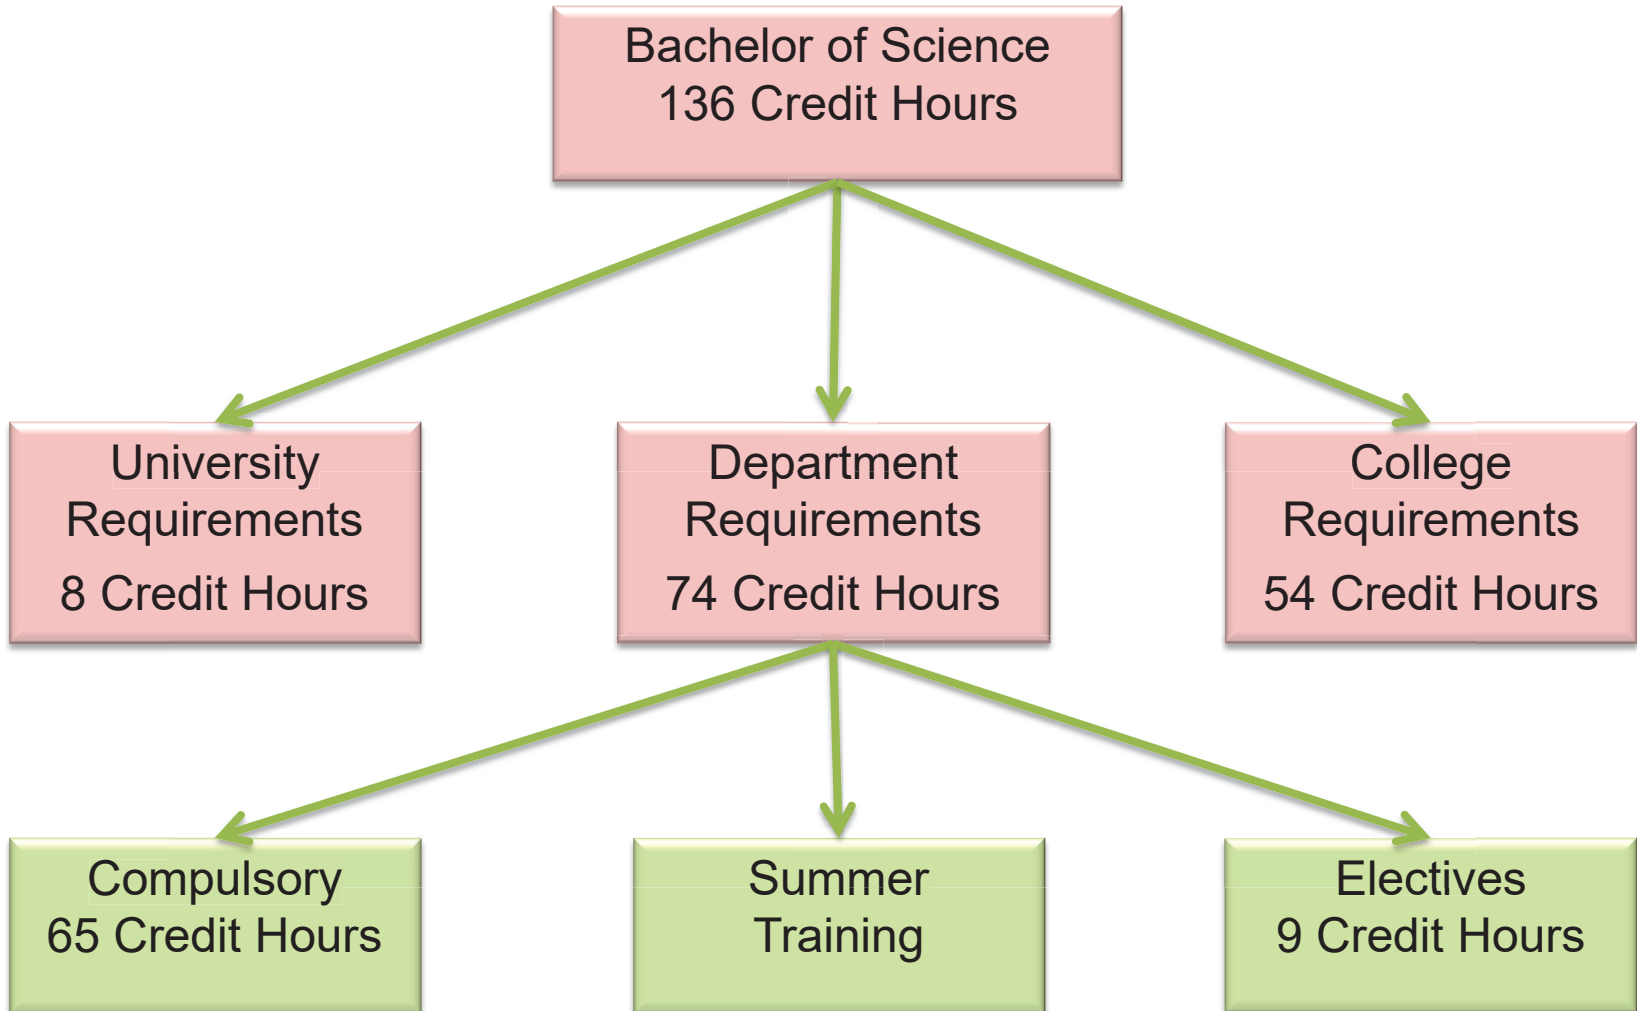 Bachelor of Science
136 Credit Hours
University
Requirements
8 Credit Hours
Department
Requirements
74 Credit Hours
College
Requirements
54 Credit Hours
Compulsory
65 Credit Hours
Summer
Training
Electives
9 Credit Hours